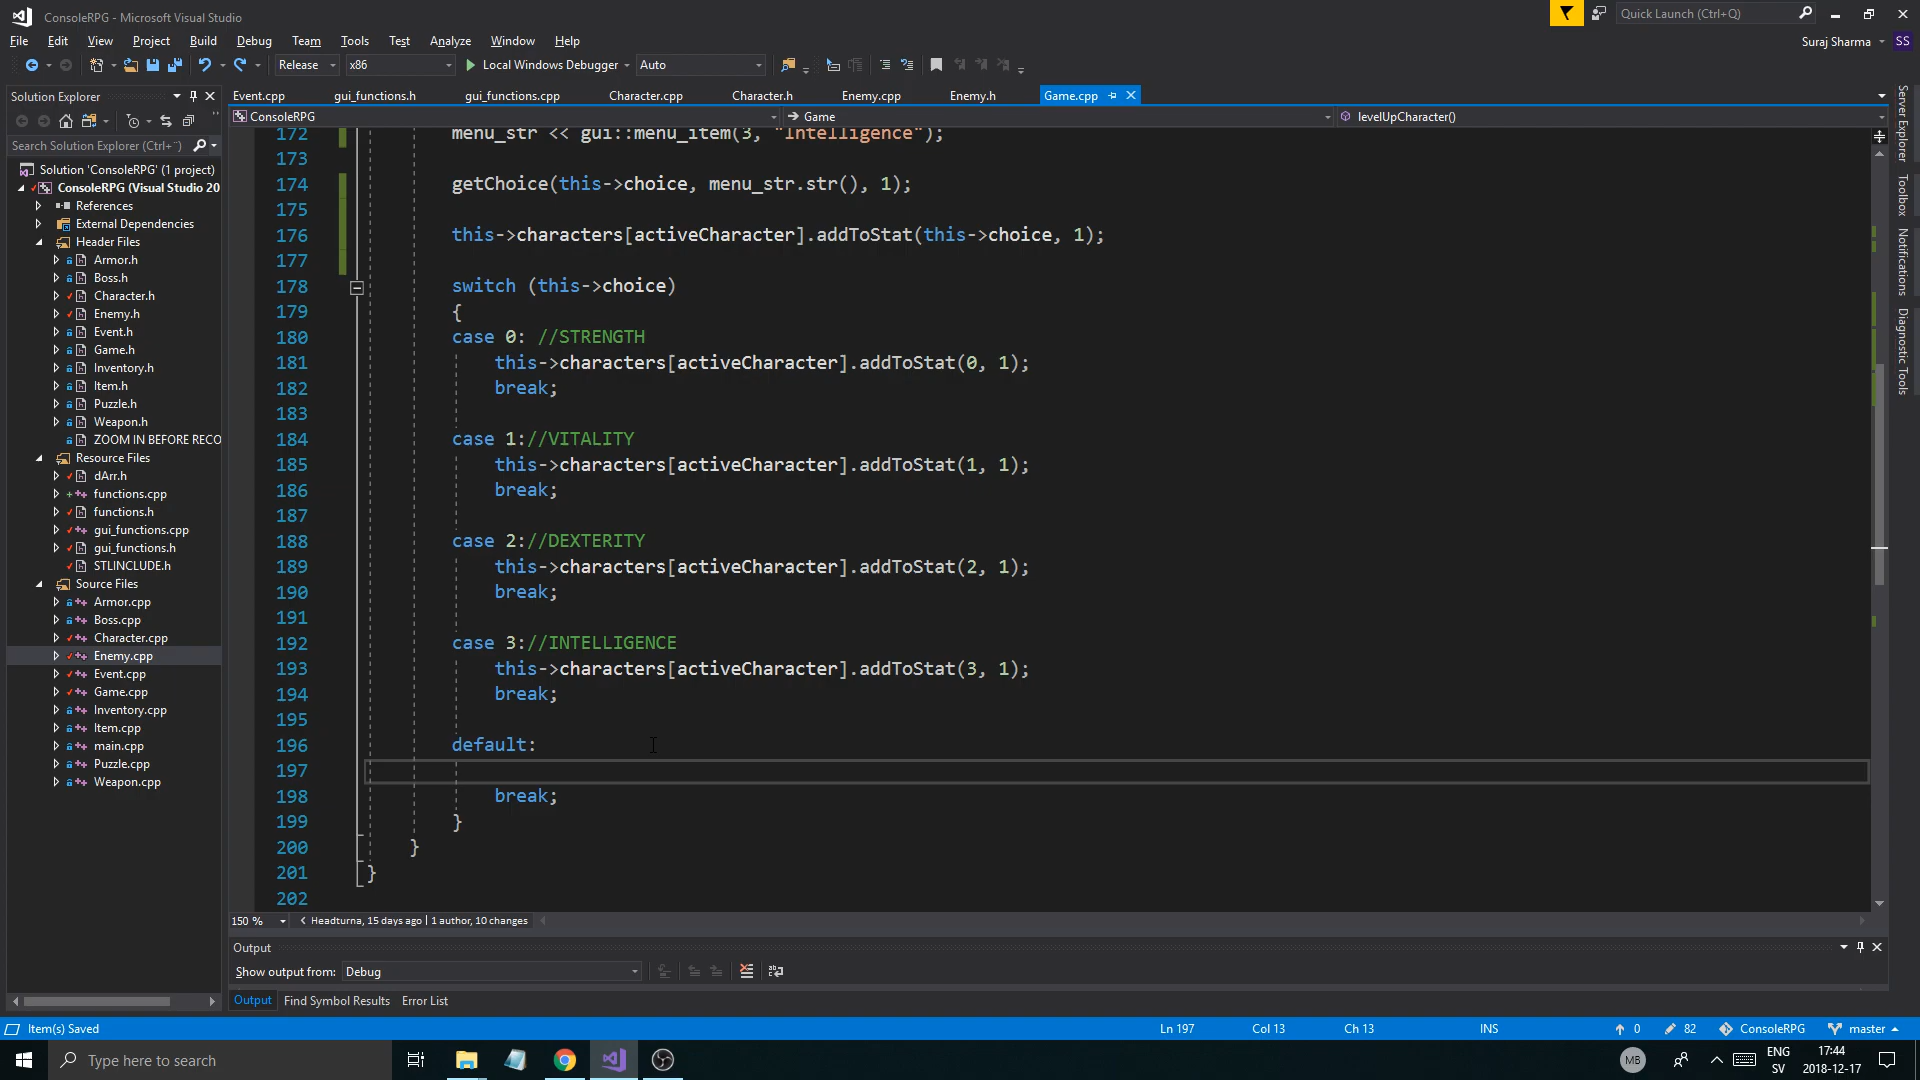 ConsoleRPG - Microsoft Visual Studio
Quick Launch (Ctrl+Q)
File Edit View Project Build Debug Team Tools Test Analyze Window Help
Suraj Sharma SS
Release x86 Local Windows Debugger Auto
Solution Explorer
Event.cpp gui_functions.h gui_functions.cpp Character.cpp Character.h Enemy.cpp Enemy.h Game.cpp
ConsoleRPG Game levelUpCharacter()
Search Solution Explorer (Ctrl+¨)
Solution 'ConsoleRPG' (1 project)
ConsoleRPG (Visual Studio 20
References
External Dependencies
Header Files
Armor.h
Boss.h
Character.h
Enemy.h
Event.h
Game.h
Inventory.h
Item.h
Puzzle.h
Weapon.h
ZOOM IN BEFORE RECO
Resource Files
dArr.h
functions.cpp
functions.h
gui_functions.cpp
gui_functions.h
STLINCLUDE.h
Source Files
Armor.cpp
Boss.cpp
Character.cpp
Enemy.cpp
Event.cpp
Game.cpp
Inventory.cpp
Item.cpp
main.cpp
Puzzle.cpp
Weapon.cpp
172 menu_str << gui::menu_item(3, "Intelligence");
173
174 getChoice(this->choice, menu_str.str(), 1);
175
176 this->characters[activeCharacter].addToStat(this->choice, 1);
177
178 switch (this->choice)
179 {
180 case 0: //STRENGTH
181 this->characters[activeCharacter].addToStat(0, 1);
182 break;
183
184 case 1://VITALITY
185 this->characters[activeCharacter].addToStat(1, 1);
186 break;
187
188 case 2://DEXTERITY
189 this->characters[activeCharacter].addToStat(2, 1);
190 break;
191
192 case 3://INTELLIGENCE
193 this->characters[activeCharacter].addToStat(3, 1);
194 break;
195
196 default:
197
198 break;
199 }
200 }
201 }
202
Server Explorer
Toolbox
Notifications
Diagnostic Tools
150 % Headturna, 15 days ago | 1 author, 10 changes
Output
Show output from: Debug
Output Find Symbol Results Error List
Item(s) Saved Ln 197 Col 13 Ch 13 INS 0 82 ConsoleRPG master
Type here to search
MB
ENG
SV
17:44
2018-12-17